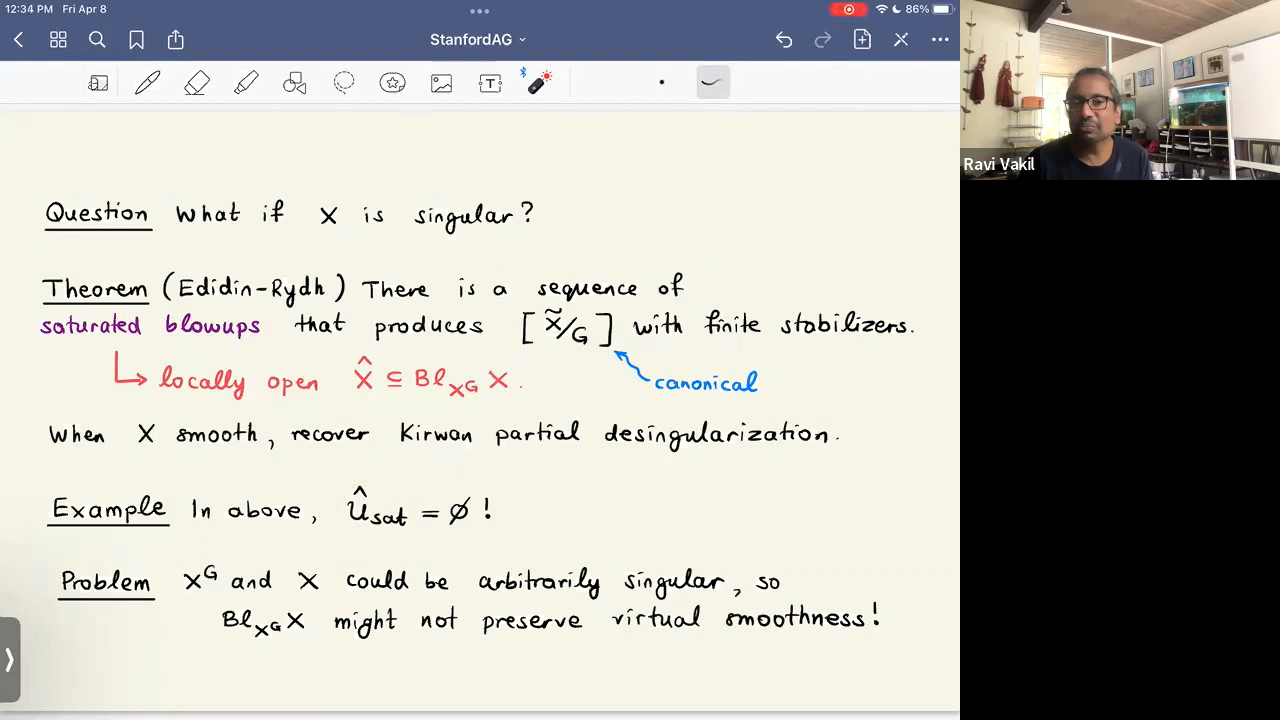 12:34 PM Fri Apr 8
86%
StanfordAG
Ravi Vakil
Question What if X is singular?
Theorem (Edidin-Rydh) There is a sequence of
saturated blowups that produces [X̃/G] with finite stabilizers.
↳ locally open X̂ ⊆ Bl_{X^G} X.
canonical
When X smooth, recover Kirwan partial desingularization.
Example In above, Û_sat = ∅!
Problem X^G and X could be arbitrarily singular, so
Bl_{X^G} X might not preserve virtual smoothness!